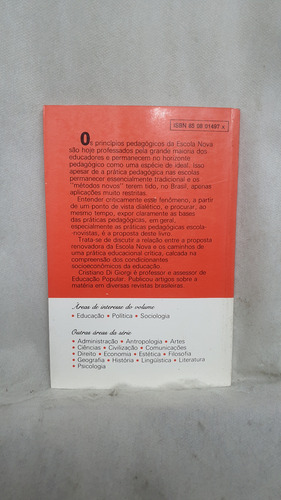 ISBN 85 08 01497 X
Os princípios pedagógicos da Escola Nova
são hoje professados pela grande maioria dos
educadores e permanecem no horizonte
pedagógico como uma espécie de ideal. Isso
apesar de a prática pedagógica nas escolas
permanecer essencialmente tradicional e os
"métodos novos" terem tido, no Brasil, apenas
aplicações muito restritas.
Entender criticamente este fenômeno, a partir
de um ponto de vista dialético, e procurar, ao
mesmo tempo, expor claramente as bases
das práticas pedagógicas, em geral,
especialmente as práticas pedagógicas escola-
-novistas, é a proposta deste livro.
Trata-se de discutir a relação entre a proposta
renovadora da Escola Nova e os caminhos de
uma prática educacional crítica, calcada na
compreensão dos condicionantes
socioeconômicos da educação.
Cristiano Di Giorgi é professor e assessor de
Educação Popular. Publicou artigos sobre a
matéria em diversas revistas brasileiras.
Áreas de interesse do volume
• Educação • Política • Sociologia
Outras áreas da série
• Administração • Antropologia • Artes
• Ciências • Civilização • Comunicações
• Direito • Economia • Estética • Filosofia
• Geografia • História • Lingüística • Literatura
• Psicologia